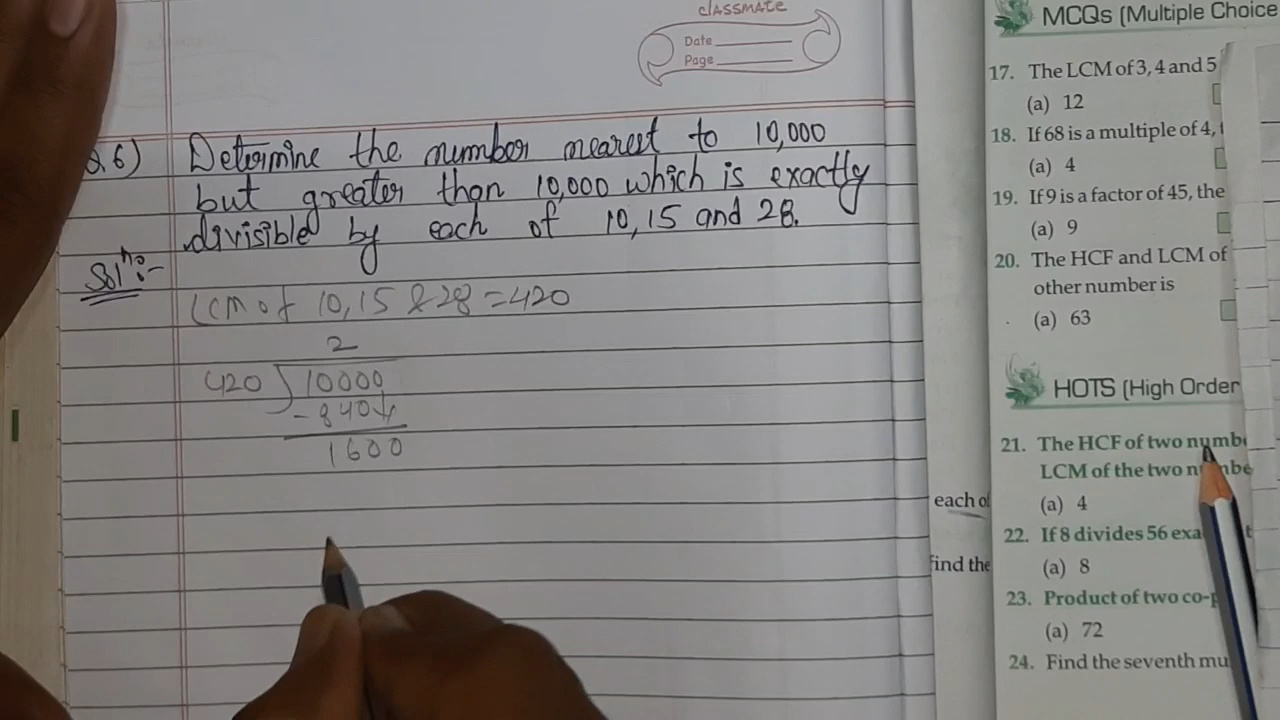 classmate
Date
Page
Q.6) Determine the number nearest to 10,000
but greater than 10,000 which is exactly
divisible by each of 10, 15 and 28.
Solⁿ:-
LCM of 10, 15 & 28 = 420
2
420 ) 10000
- 840↓
1600
MCQs (Multiple Choice
17. The LCM of 3, 4 and 5
(a) 12
18. If 68 is a multiple of 4,
(a) 4
19. If 9 is a factor of 45, the
(a) 9
20. The HCF and LCM of
other number is
(a) 63
HOTS (High Order
21. The HCF of two numbe
LCM of the two numbe
(a) 4
22. If 8 divides 56 exa
(a) 8
23. Product of two co-p
(a) 72
24. Find the seventh mu
each of
find the